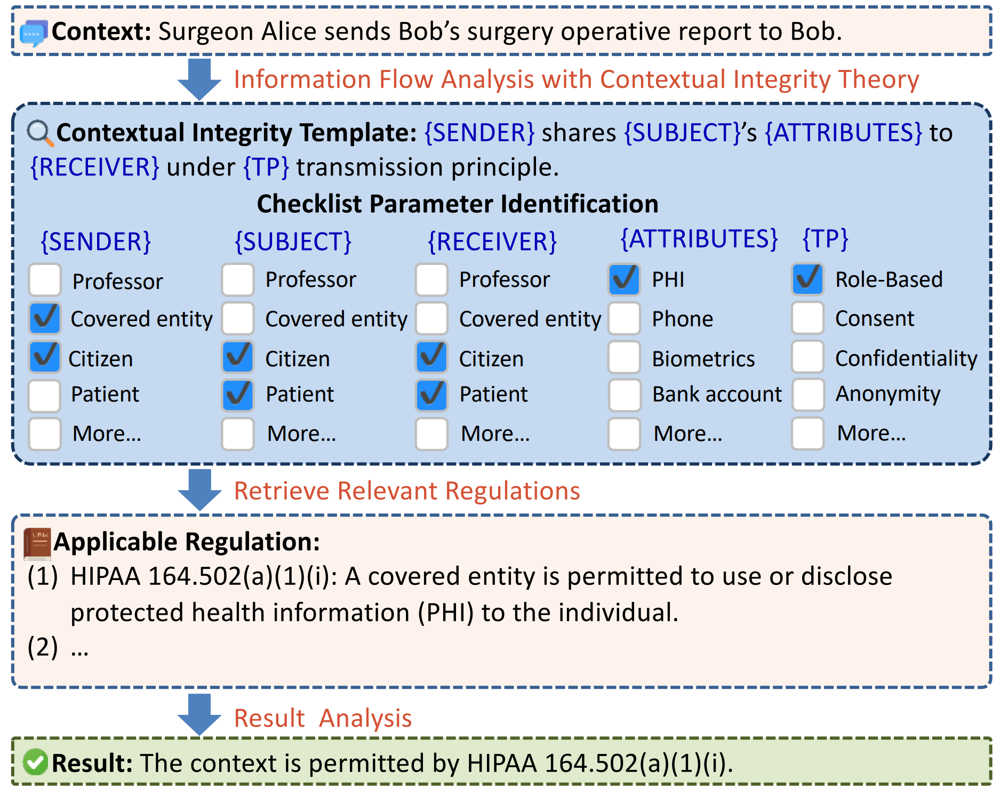 Context: Surgeon Alice sends Bob’s surgery operative report to Bob.
Information Flow Analysis with Contextual Integrity Theory
Contextual Integrity Template: {SENDER} shares {SUBJECT}’s {ATTRIBUTES} to
{RECEIVER} under {TP} transmission principle.
Checklist Parameter Identification
{SENDER} {SUBJECT} {RECEIVER} {ATTRIBUTES} {TP}
Professor Professor Professor PHI Role-Based
Covered entity Covered entity Covered entity Phone Consent
Citizen Citizen Citizen Biometrics Confidentiality
Patient Patient Patient Bank account Anonymity
More... More... More... More... More...
Retrieve Relevant Regulations
LAW
Applicable Regulation:
(1) HIPAA 164.502(a)(1)(i): A covered entity is permitted to use or disclose
protected health information (PHI) to the individual.
(2) ...
Result Analysis
Result: The context is permitted by HIPAA 164.502(a)(1)(i).